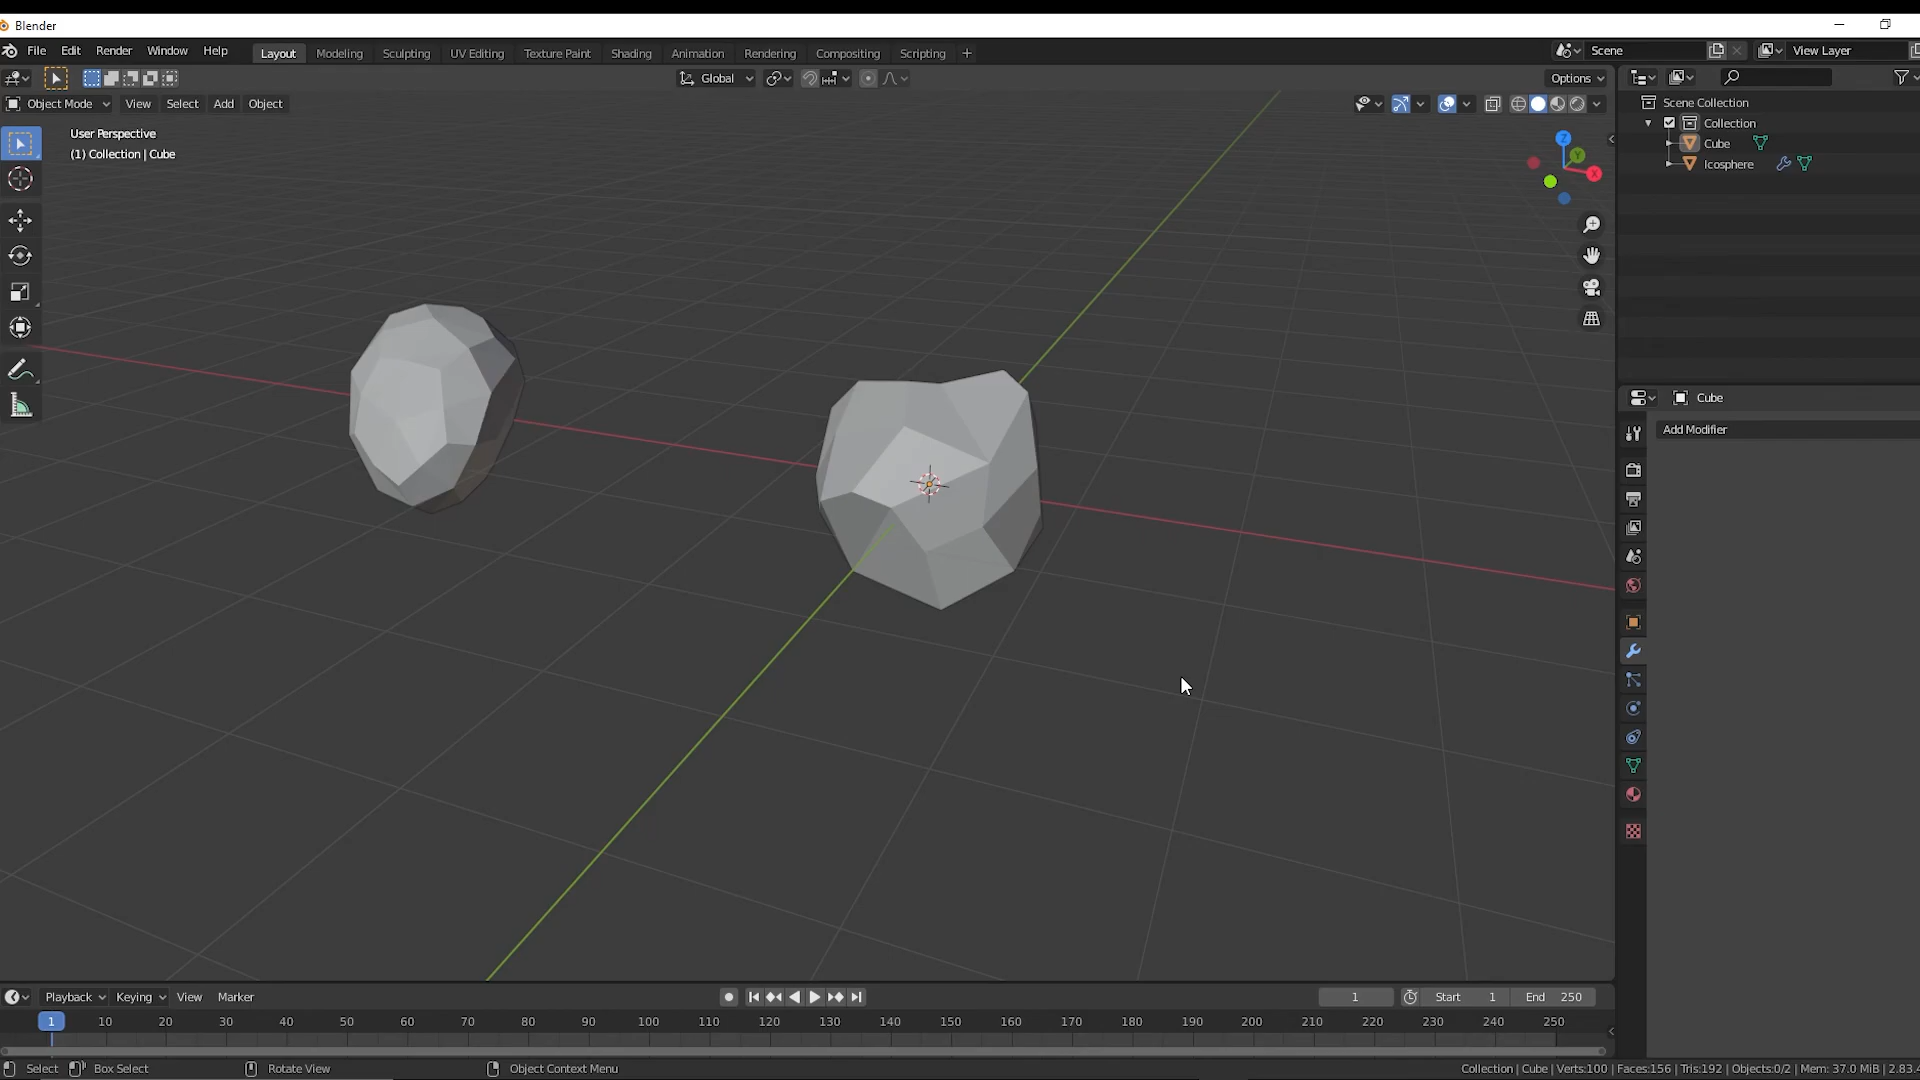 Blender
File Edit Render Window Help Layout Modeling Sculpting UV Editing Texture Paint Shading Animation Rendering Compositing Scripting + Scene View Layer
Global Options
Object Mode View Select Add Object
User Perspective
(1) Collection | Cube
Z
Y
X
Scene Collection
Collection
Cube
Icosphere
Cube
Add Modifier
Playback Keying View Marker 1 Start 1 End 250
1 10 20 30 40 50 60 70 80 90 100 110 120 130 140 150 160 170 180 190 200 210 220 230 240 250
Select Box Select Rotate View Object Context Menu Collection | Cube | Verts:100 | Faces:156 | Tris:192 | Objects:0/2 | Mem: 37.0 MiB | 2.83.